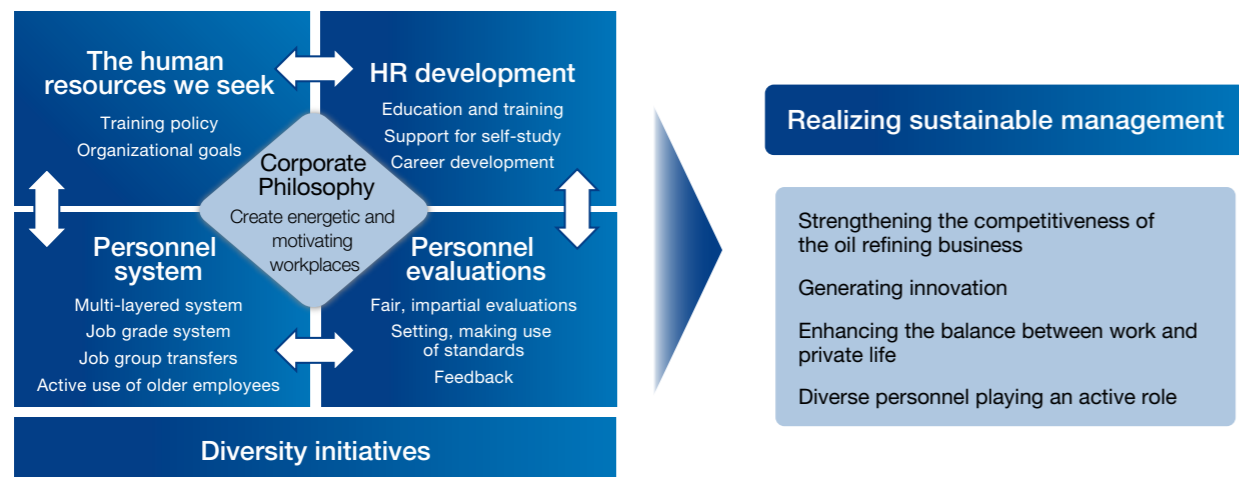 The human
resources we seek
Training policy
Organizational goals
HR development
Education and training
Support for self-study
Career development
Corporate
Philosophy
Create energetic and
motivating
workplaces
Personnel
system
Multi-layered system
Job grade system
Job group transfers
Active use of older employees
Personnel
evaluations
Fair, impartial evaluations
Setting, making use
of standards
Feedback
Diversity initiatives
Realizing sustainable management
Strengthening the competitiveness of
the oil refining business
Generating innovation
Enhancing the balance between work and
private life
Diverse personnel playing an active role